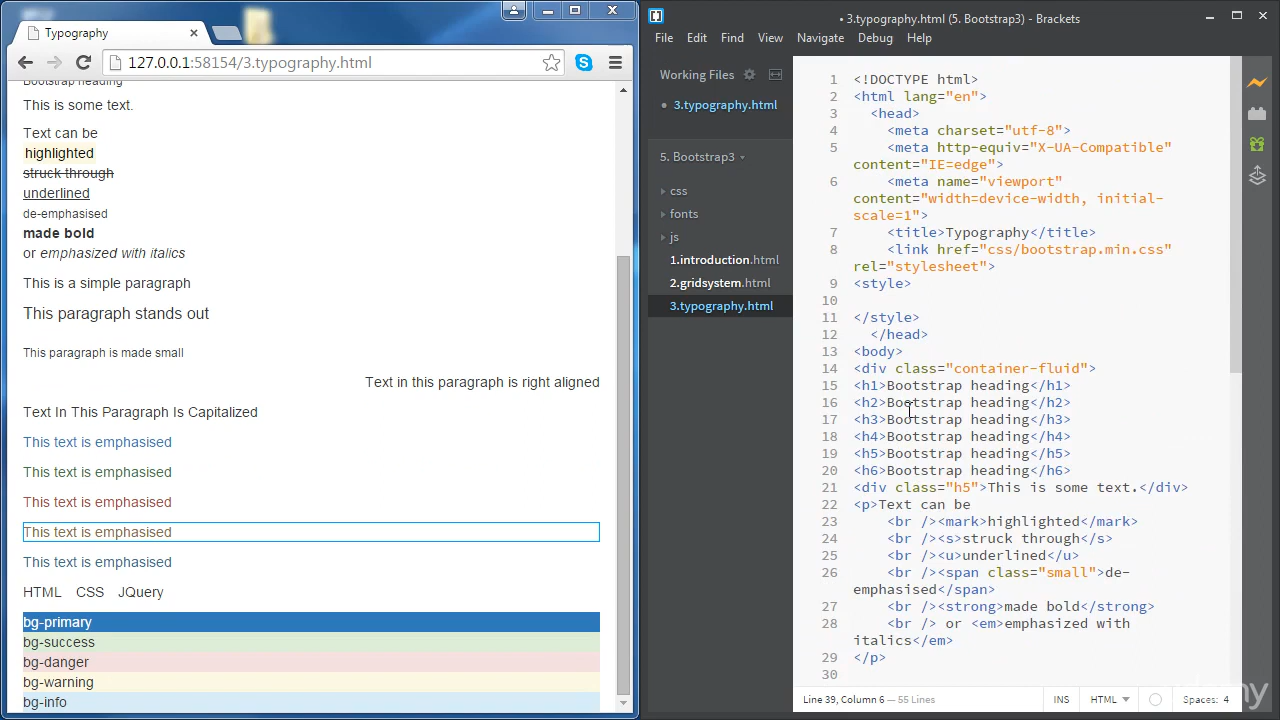 Typography
127.0.0.1:58154/3.typography.html
Bootstrap heading
This is some text.
Text can be
highlighted
struck through
underlined
de-emphasised
made bold
or emphasized with italics
This is a simple paragraph
This paragraph stands out
This paragraph is made small
Text in this paragraph is right aligned
Text In This Paragraph Is Capitalized
This text is emphasised
This text is emphasised
This text is emphasised
This text is emphasised
This text is emphasised
HTML CSS JQuery
bg-primary
bg-success
bg-danger
bg-warning
bg-info
• 3.typography.html (5. Bootstrap3) - Brackets
File Edit Find View Navigate Debug Help
Working Files
3.typography.html
5. Bootstrap3
css
fonts
js
1.introduction.html
2.gridsystem.html
3.typography.html
1 <!DOCTYPE html>
2 <html lang="en">
3 <head>
4 <meta charset="utf-8">
5 <meta http-equiv="X-UA-Compatible"
content="IE=edge">
6 <meta name="viewport"
content="width=device-width, initial-
scale=1">
7 <title>Typography</title>
8 <link href="css/bootstrap.min.css"
rel="stylesheet">
9 <style>
10
11 </style>
12 </head>
13 <body>
14 <div class="container-fluid">
15 <h1>Bootstrap heading</h1>
16 <h2>Bootstrap heading</h2>
17 <h3>Bootstrap heading</h3>
18 <h4>Bootstrap heading</h4>
19 <h5>Bootstrap heading</h5>
20 <h6>Bootstrap heading</h6>
21 <div class="h5">This is some text.</div>
22 <p>Text can be
23 <br /><mark>highlighted</mark>
24 <br /><s>struck through</s>
25 <br /><u>underlined</u>
26 <br /><span class="small">de-
emphasised</span>
27 <br /><strong>made bold</strong>
28 <br /> or <em>emphasized with
italics</em>
29 </p>
30
Line 39, Column 6 — 55 Lines
INS HTML Spaces: 4